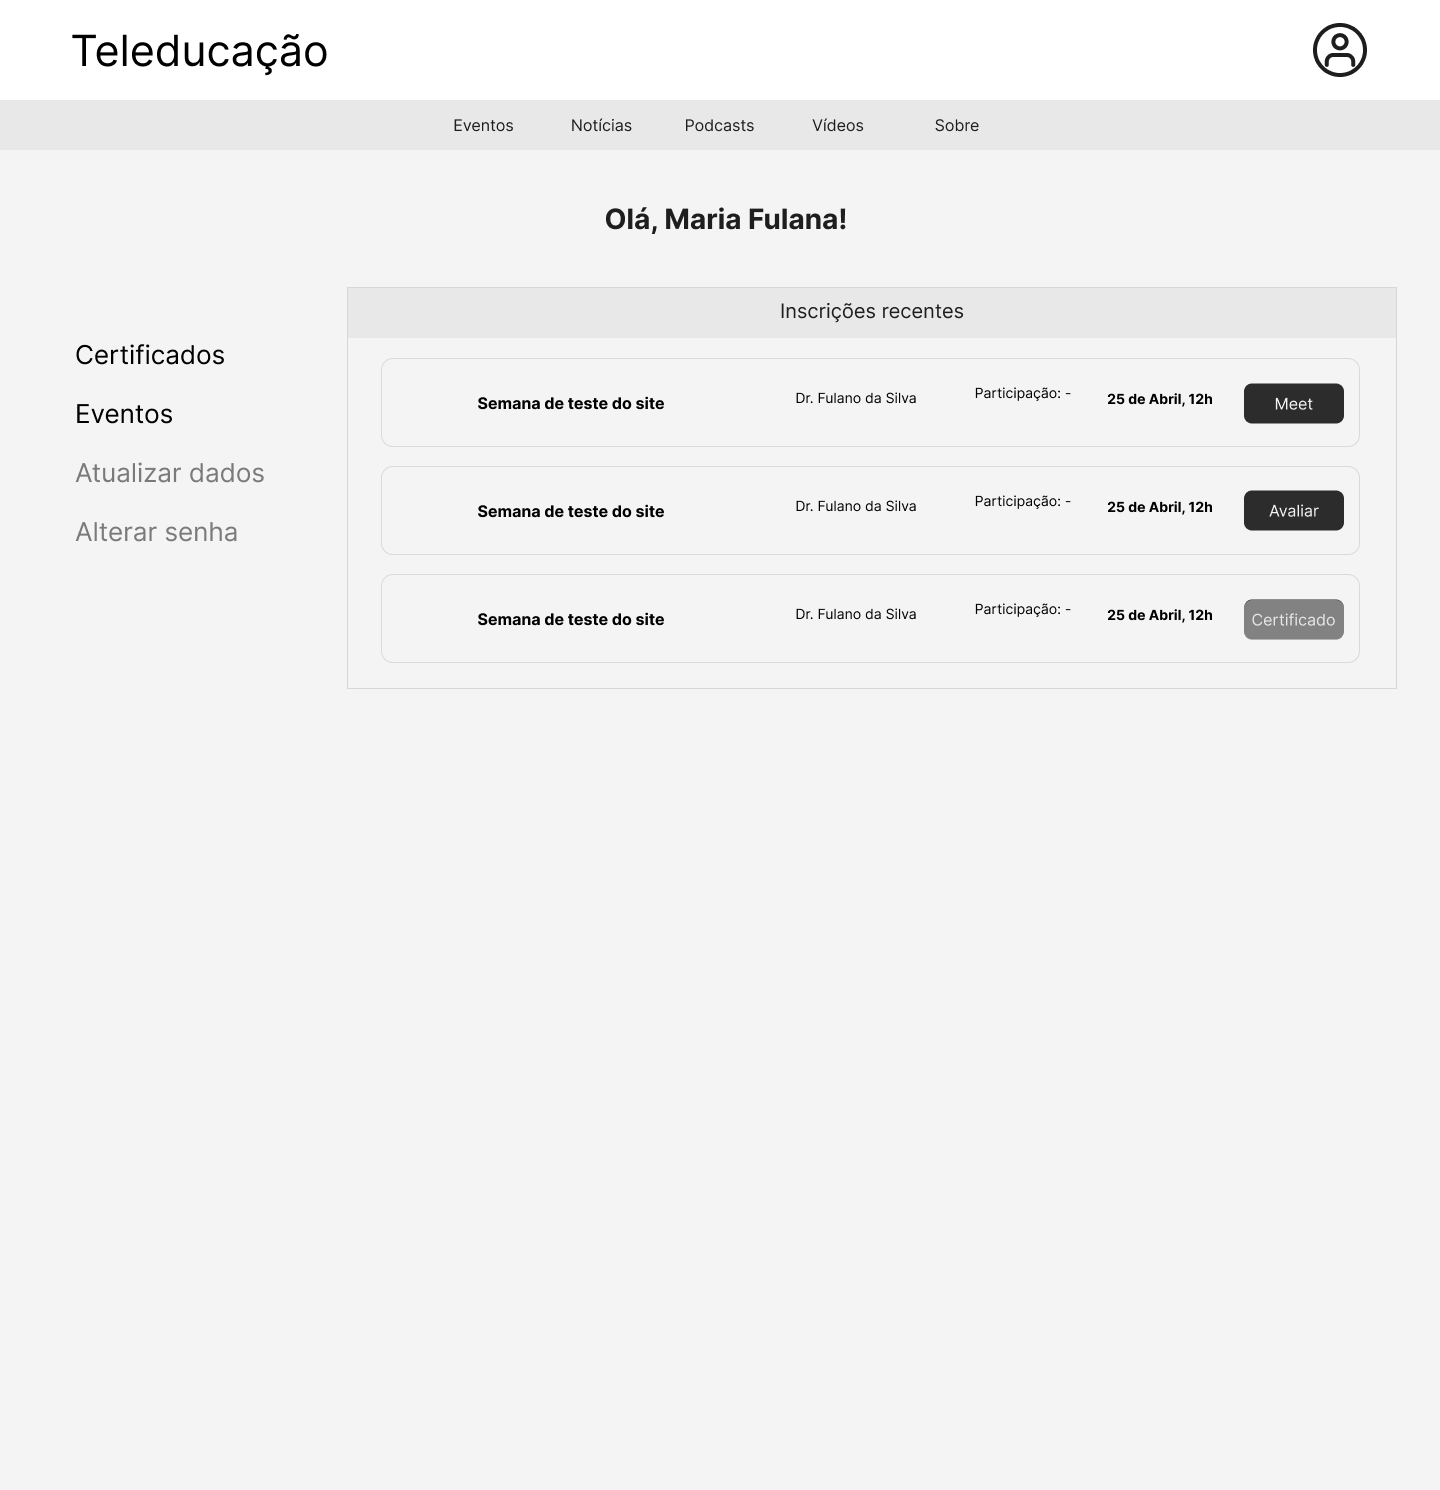 Teleducação
Eventos Notícias Podcasts Vídeos Sobre
Olá, Maria Fulana!
Certificados
Eventos
Atualizar dados
Alterar senha
Inscrições recentes
Semana de teste do site Dr. Fulano da Silva Participação: - 25 de Abril, 12h Meet
Semana de teste do site Dr. Fulano da Silva Participação: - 25 de Abril, 12h Avaliar
Semana de teste do site Dr. Fulano da Silva Participação: - 25 de Abril, 12h Certificado